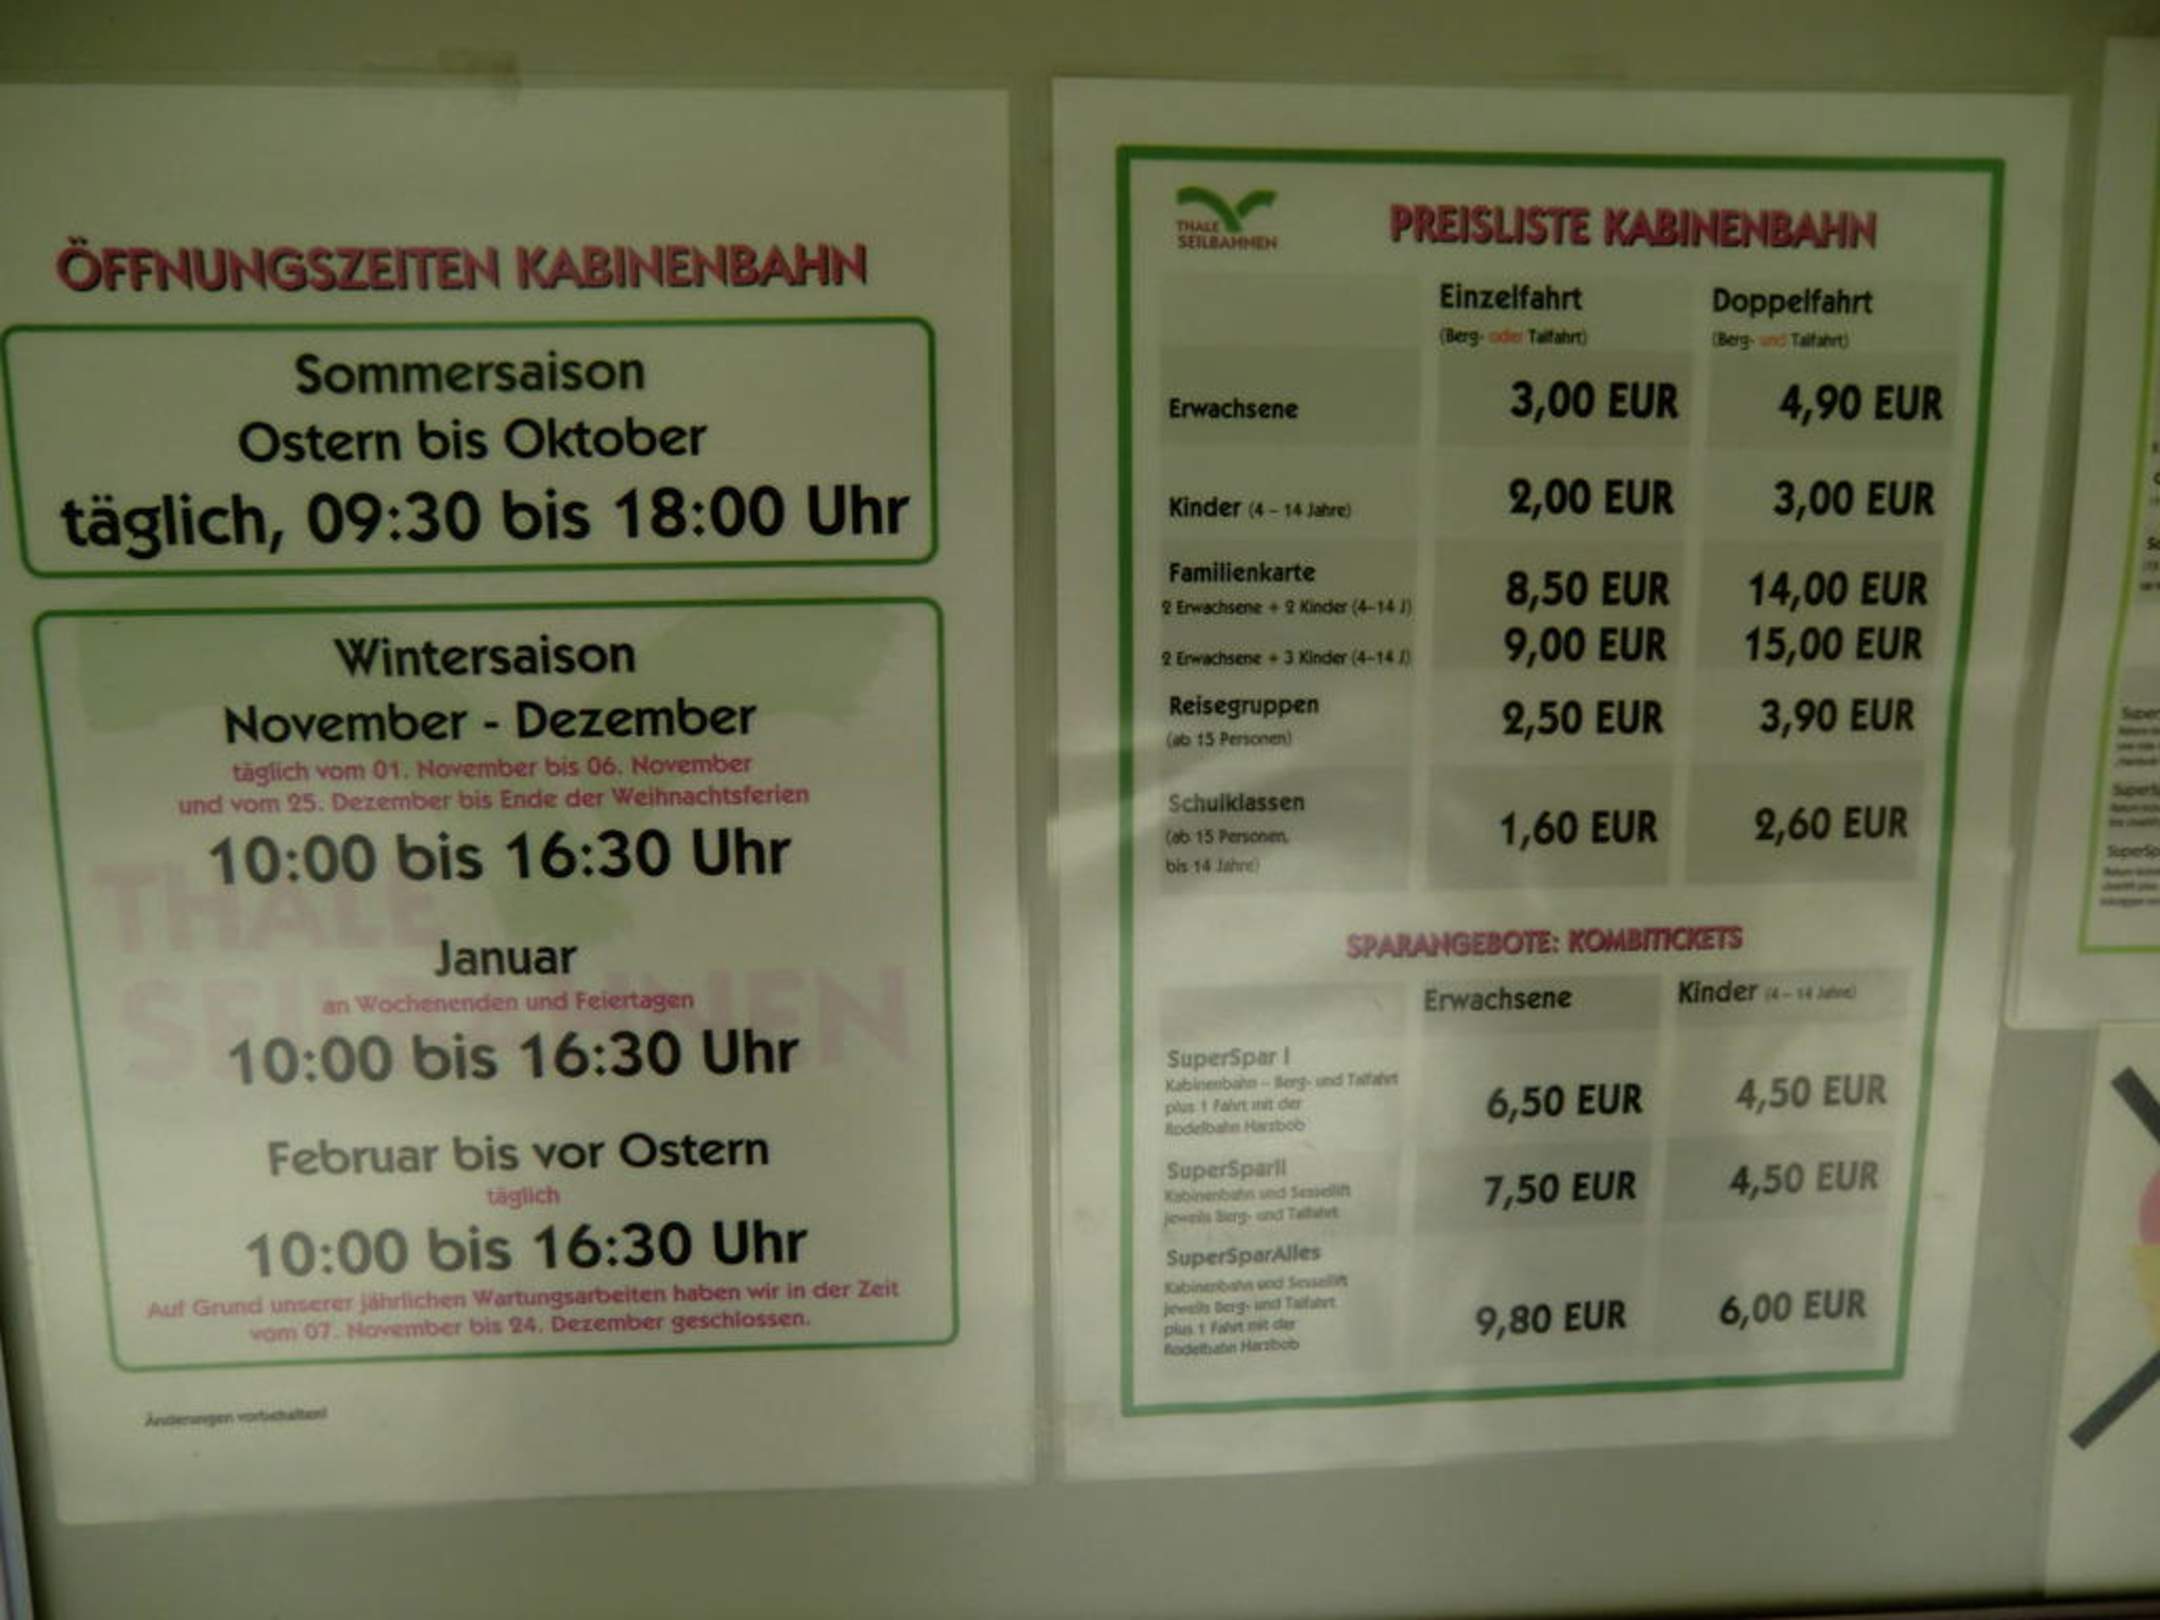 ÖFFNUNGSZEITEN KABINENBAHN
Sommersaison
Ostern bis Oktober
täglich, 09:30 bis 18:00 Uhr
Wintersaison
November - Dezember
täglich vom 01. November bis 06. November
und vom 25. Dezember bis Ende der Weihnachtsferien
10:00 bis 16:30 Uhr
THALE
SEILBAHNEN
Januar
an Wochenenden und Feiertagen
10:00 bis 16:30 Uhr
Februar bis vor Ostern
täglich
10:00 bis 16:30 Uhr
Auf Grund unserer jährlichen Wartungsarbeiten haben wir in der Zeit
vom 07. November bis 24. Dezember geschlossen.
Änderungen vorbehalten!
THALE
SEILBAHNEN
PREISLISTE KABINENBAHN
Einzelfahrt Doppelfahrt
(Berg- oder Talfahrt) (Berg- und Talfahrt)
Erwachsene 3,00 EUR 4,90 EUR
Kinder (4 – 14 Jahre) 2,00 EUR 3,00 EUR
Familienkarte
2 Erwachsene + 2 Kinder (4–14 J) 8,50 EUR 14,00 EUR
2 Erwachsene + 3 Kinder (4–14 J) 9,00 EUR 15,00 EUR
Reisegruppen 2,50 EUR 3,90 EUR
(ab 15 Personen)
Schulklassen 1,60 EUR 2,60 EUR
(ab 15 Personen,
bis 14 Jahre)
SPARANGEBOTE: KOMBITICKETS
Erwachsene Kinder (4 – 14 Jahre)
SuperSpar I
Kabinenbahn – Berg- und Talfahrt
plus 1 Fahrt mit der
Rodelbahn Harzbob
6,50 EUR 4,50 EUR
SuperSparII
Kabinenbahn und Sessellift
jeweils Berg- und Talfahrt
7,50 EUR 4,50 EUR
SuperSparAlles
Kabinenbahn und Sessellift
jeweils Berg- und Talfahrt
plus 1 Fahrt mit der
Rodelbahn Harzbob
9,80 EUR 6,00 EUR